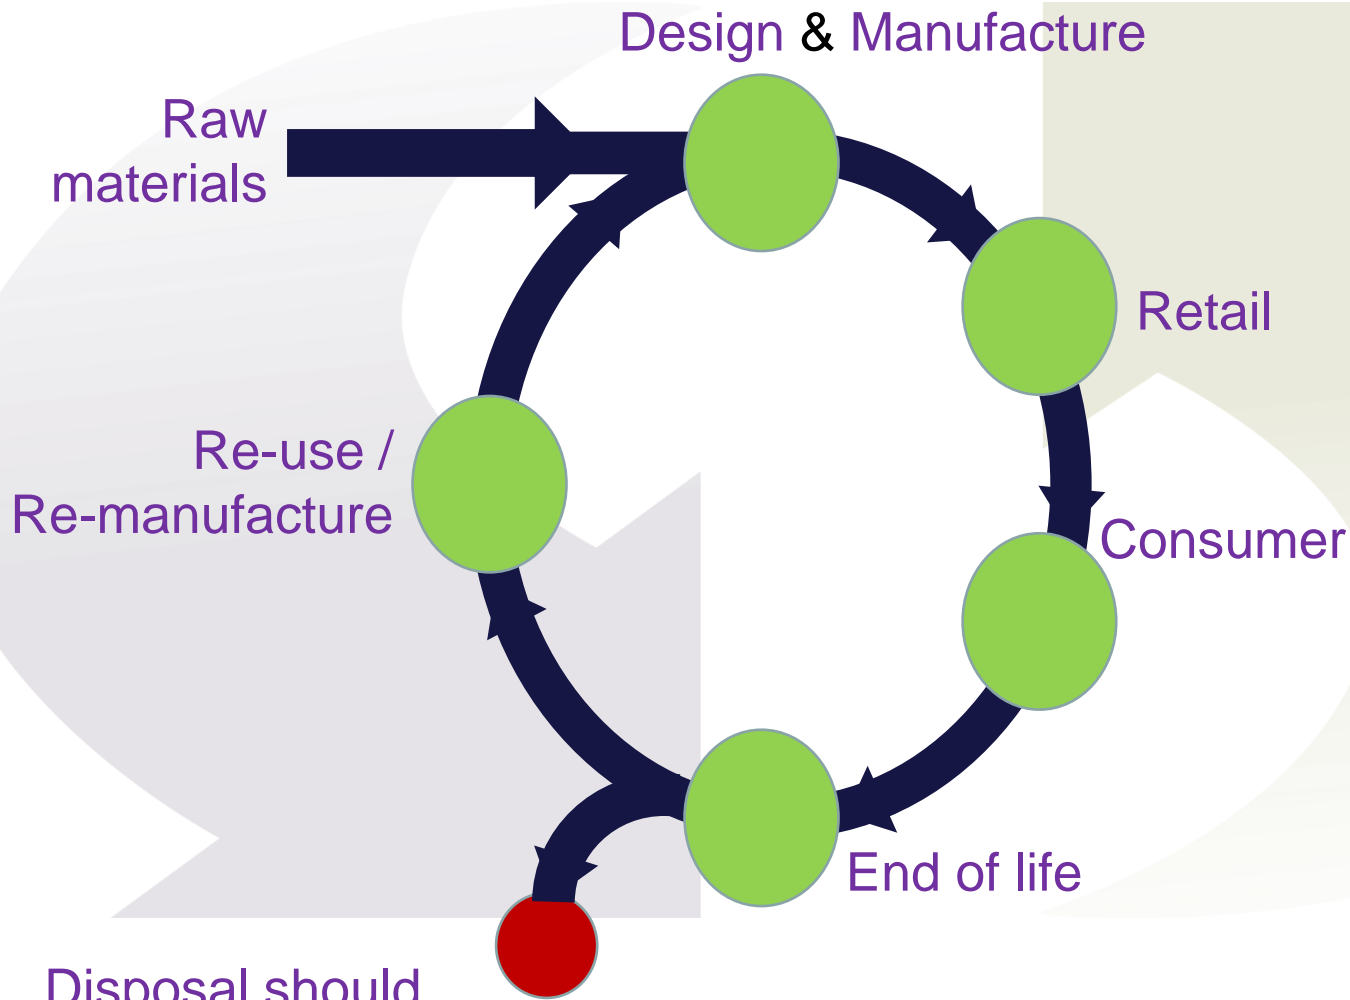 Design & Manufacture
Raw
materials
Retail
Re-use /
Re-manufacture
Consumer
End of life
Disposal should